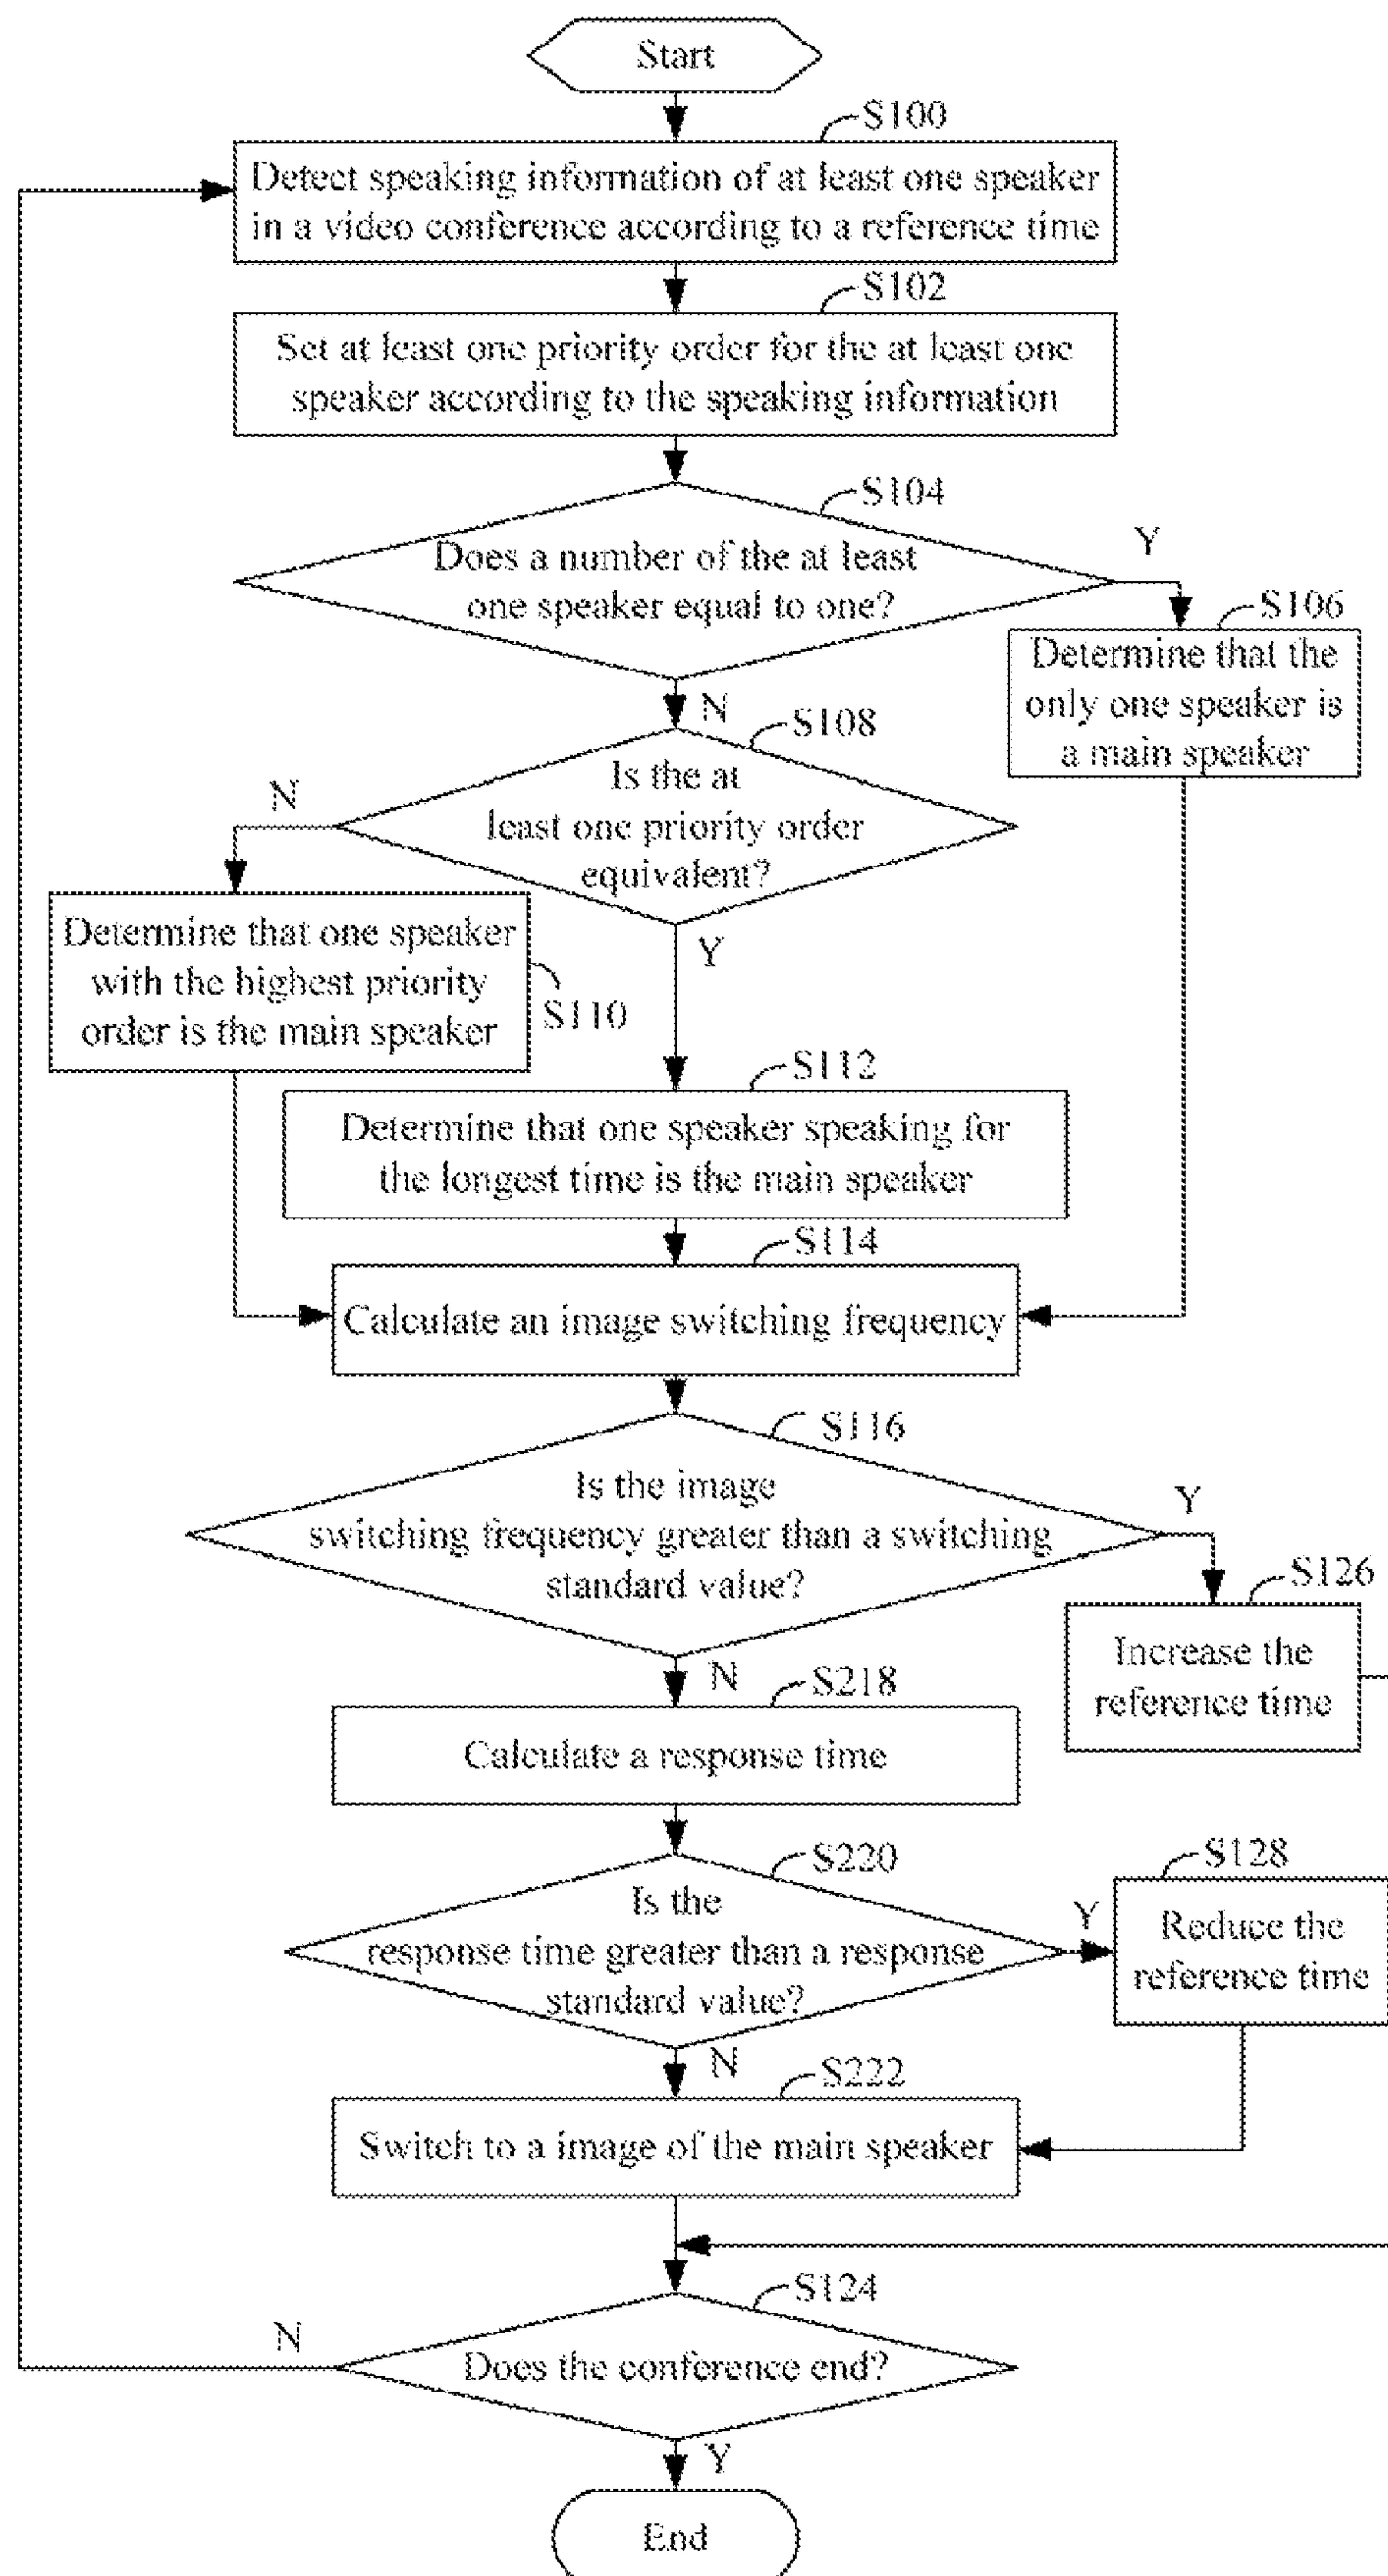 Start
S100
Detect speaking information of at least one speaker
in a video conference according to a reference time
S102
Set at least one priority order for the at least one
speaker according to the speaking information
S104
Does a number of the at least
one speaker equal to one?
Y
S106
Determine that the
only one speaker is
a main speaker
N
S108
Is the at
least one priority order
equivalent?
N
Determine that one speaker
with the highest priority
order is the main speaker
S110
Y
S112
Determine that one speaker speaking for
the longest time is the main speaker
S114
Calculate an image switching frequency
S116
Is the image
switching frequency greater than a switching
standard value?
Y
S126
Increase the
reference time
N
S218
Calculate a response time
S220
Is the
response time greater than a response
standard value?
Y
S128
Reduce the
reference time
N
S222
Switch to a image of the main speaker
S124
Does the conference end?
N
Y
End